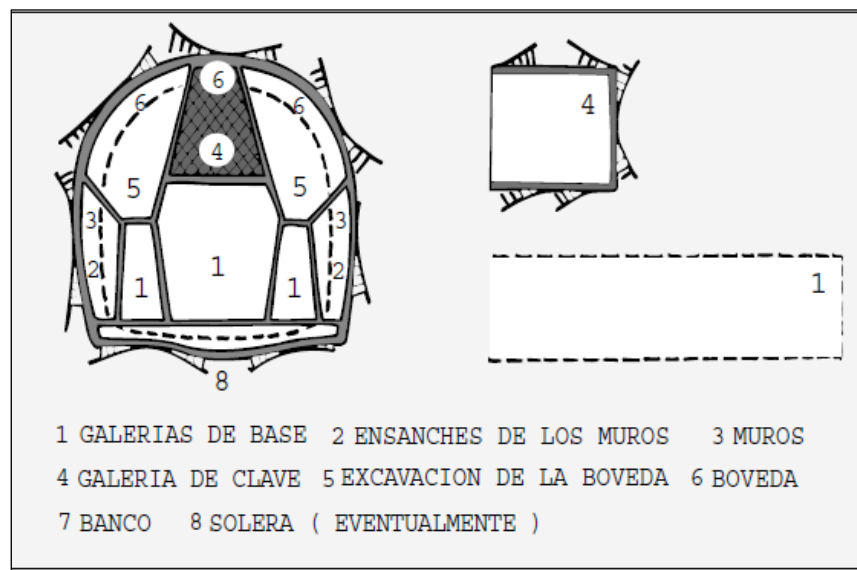 6
6 6 4
4
5 5
3 3
2 1 1 1 2 1
8
1 GALERIAS DE BASE 2 ENSANCHES DE LOS MUROS 3 MUROS
4 GALERIA DE CLAVE 5 EXCAVACION DE LA BOVEDA 6 BOVEDA
7 BANCO 8 SOLERA ( EVENTUALMENTE )